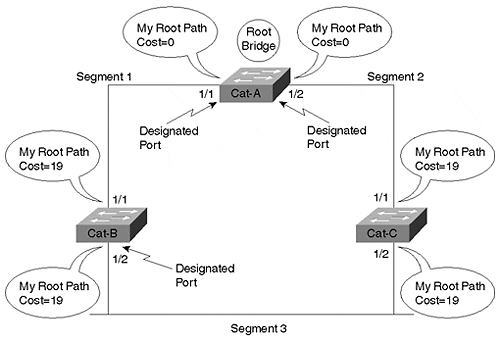 My Root Path
Cost=0
Root
Bridge
My Root Path
Cost=0
Segment 1
Segment 2
1/1
Cat-A
1/2
Designated
Port
Designated
Port
My Root Path
Cost=19
My Root Path
Cost=19
1/1
1/1
Cat-B
Cat-C
1/2
1/2
My Root Path
Cost=19
Designated
Port
My Root Path
Cost=19
Segment 3